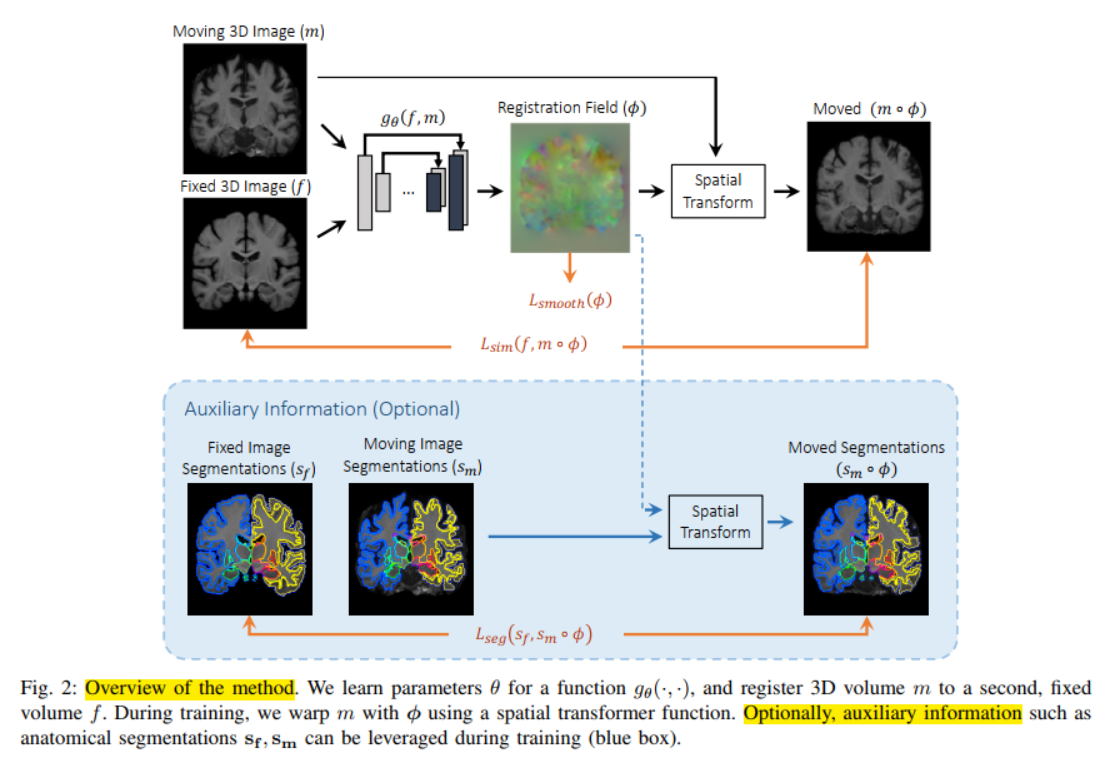 Moving 3D Image (m)
g_θ(f, m)
Registration Field (ϕ)
Moved (m ∘ ϕ)
Fixed 3D Image (f)
...
Spatial
Transform
L_smooth(ϕ)
L_sim(f, m ∘ ϕ)
Auxiliary Information (Optional)
Fixed Image
Segmentations (s_f)
Moving Image
Segmentations (s_m)
Moved Segmentations
(s_m ∘ ϕ)
Spatial
Transform
L_seg(s_f, s_m ∘ ϕ)
Fig. 2: Overview of the method. We learn parameters θ for a function g_θ(·, ·), and register 3D volume m to a second, fixed
volume f. During training, we warp m with ϕ using a spatial transformer function. Optionally, auxiliary information such as
anatomical segmentations s_f, s_m can be leveraged during training (blue box).